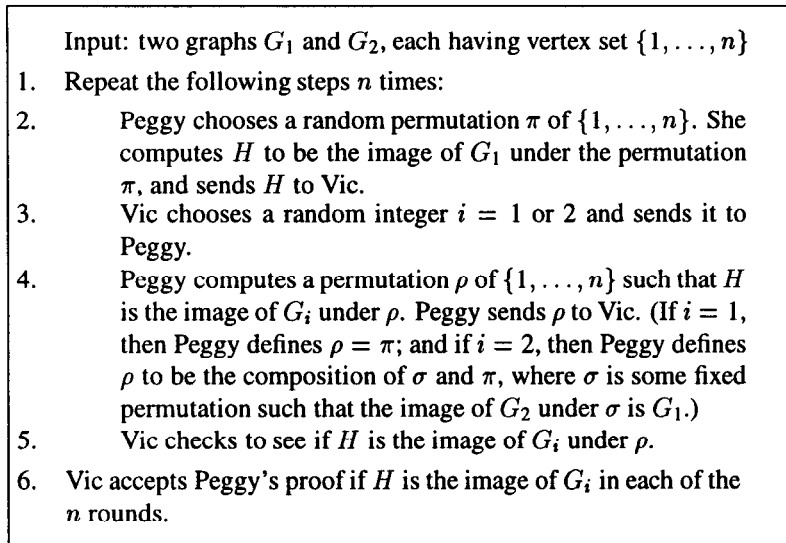 Input: two graphs G₁ and G₂, each having vertex set {1, . . . , n}
1. Repeat the following steps n times:
2. Peggy chooses a random permutation π of {1, . . . , n}. She
computes H to be the image of G₁ under the permutation
π, and sends H to Vic.
3. Vic chooses a random integer i = 1 or 2 and sends it to
Peggy.
4. Peggy computes a permutation ρ of {1, . . . , n} such that H
is the image of Gᵢ under ρ. Peggy sends ρ to Vic. (If i = 1,
then Peggy defines ρ = π; and if i = 2, then Peggy defines
ρ to be the composition of σ and π, where σ is some fixed
permutation such that the image of G₂ under σ is G₁.)
5. Vic checks to see if H is the image of Gᵢ under ρ.
6. Vic accepts Peggy's proof if H is the image of Gᵢ in each of the
n rounds.